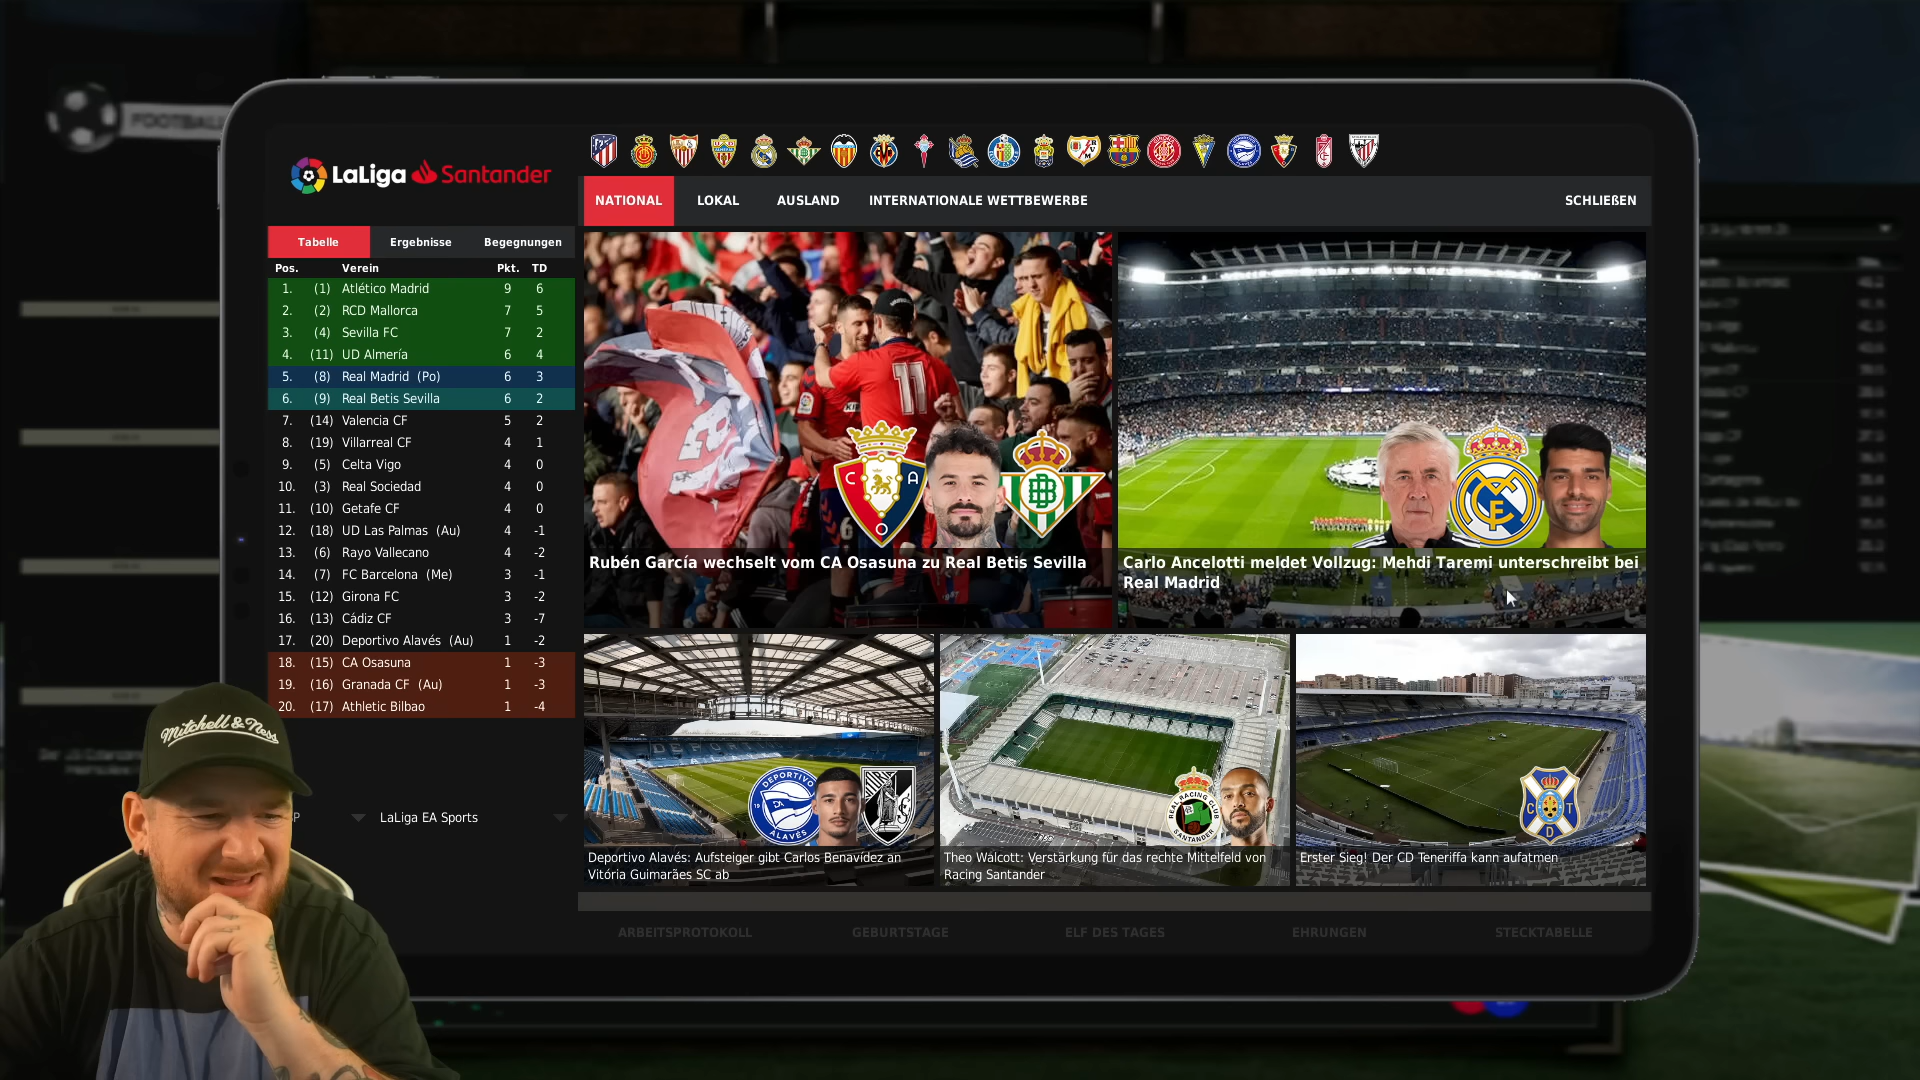 FOOTBALL
LaLiga Santander
NATIONAL
LOKAL
AUSLAND
INTERNATIONALE WETTBEWERBE
SCHLIEßEN
Tabelle
Ergebnisse
Begegnungen
Pos. Verein Pkt. TD
1. (1) Atlético Madrid 9 6
2. (2) RCD Mallorca 7 5
3. (4) Sevilla FC 7 2
4. (11) UD Almería 6 4
5. (8) Real Madrid (Po) 6 3
6. (9) Real Betis Sevilla 6 2
7. (14) Valencia CF 5 2
8. (19) Villarreal CF 4 1
9. (5) Celta Vigo 4 0
10. (3) Real Sociedad 4 0
11. (10) Getafe CF 4 0
12. (18) UD Las Palmas (Au) 4 -1
13. (6) Rayo Vallecano 4 -2
14. (7) FC Barcelona (Me) 3 -1
15. (12) Girona FC 3 -2
16. (13) Cádiz CF 3 -7
17. (20) Deportivo Alavés (Au) 1 -2
18. (15) CA Osasuna 1 -3
19. (16) Granada CF (Au) 1 -3
20. (17) Athletic Bilbao 1 -4
P
LaLiga EA Sports
11
Rubén García wechselt vom CA Osasuna zu Real Betis Sevilla
Carlo Ancelotti meldet Vollzug: Mehdi Taremi unterschreibt bei
Real Madrid
DEPORTIVO
ALAVÉS
Deportivo Alavés: Aufsteiger gibt Carlos Benavídez an
Vitória Guimarães SC ab
REAL RACING CLUB
SANTANDER
Theo Walcott: Verstärkung für das rechte Mittelfeld von
Racing Santander
C T
D
Erster Sieg! Der CD Teneriffa kann aufatmen
ARBEITSPROTOKOLL
GEBURTSTAGE
ELF DES TAGES
EHRUNGEN
STECKTABELLE
Mitchell & Ness